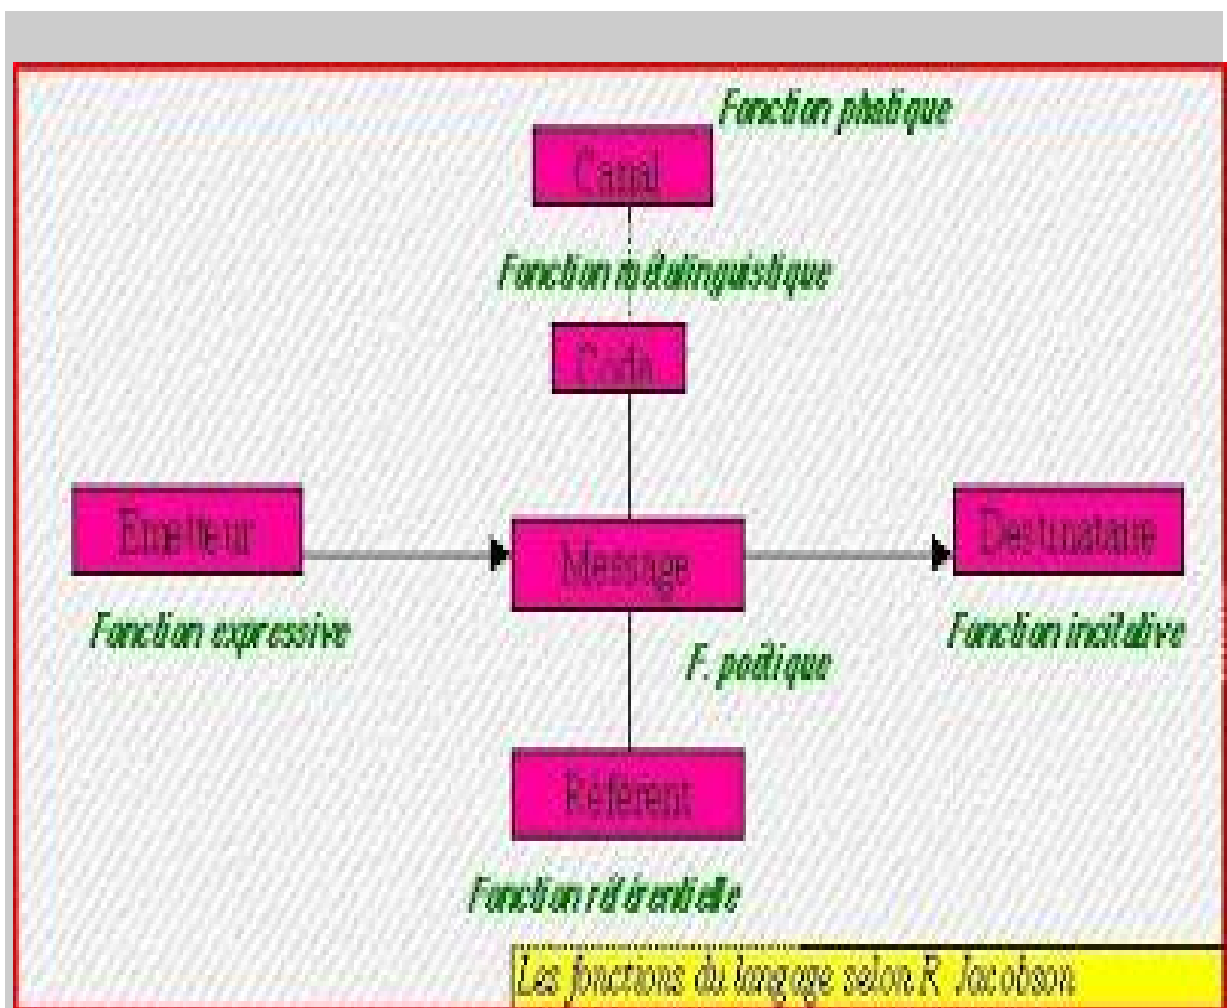 Fonction phatique
Canal
Fonction métalinguistique
Code
Emetteur
Message
Destinataire
Fonction expressive
Fonction incitative
F. poétique
Référent
Fonction référentielle
Les fonctions du langage selon R Jacobson